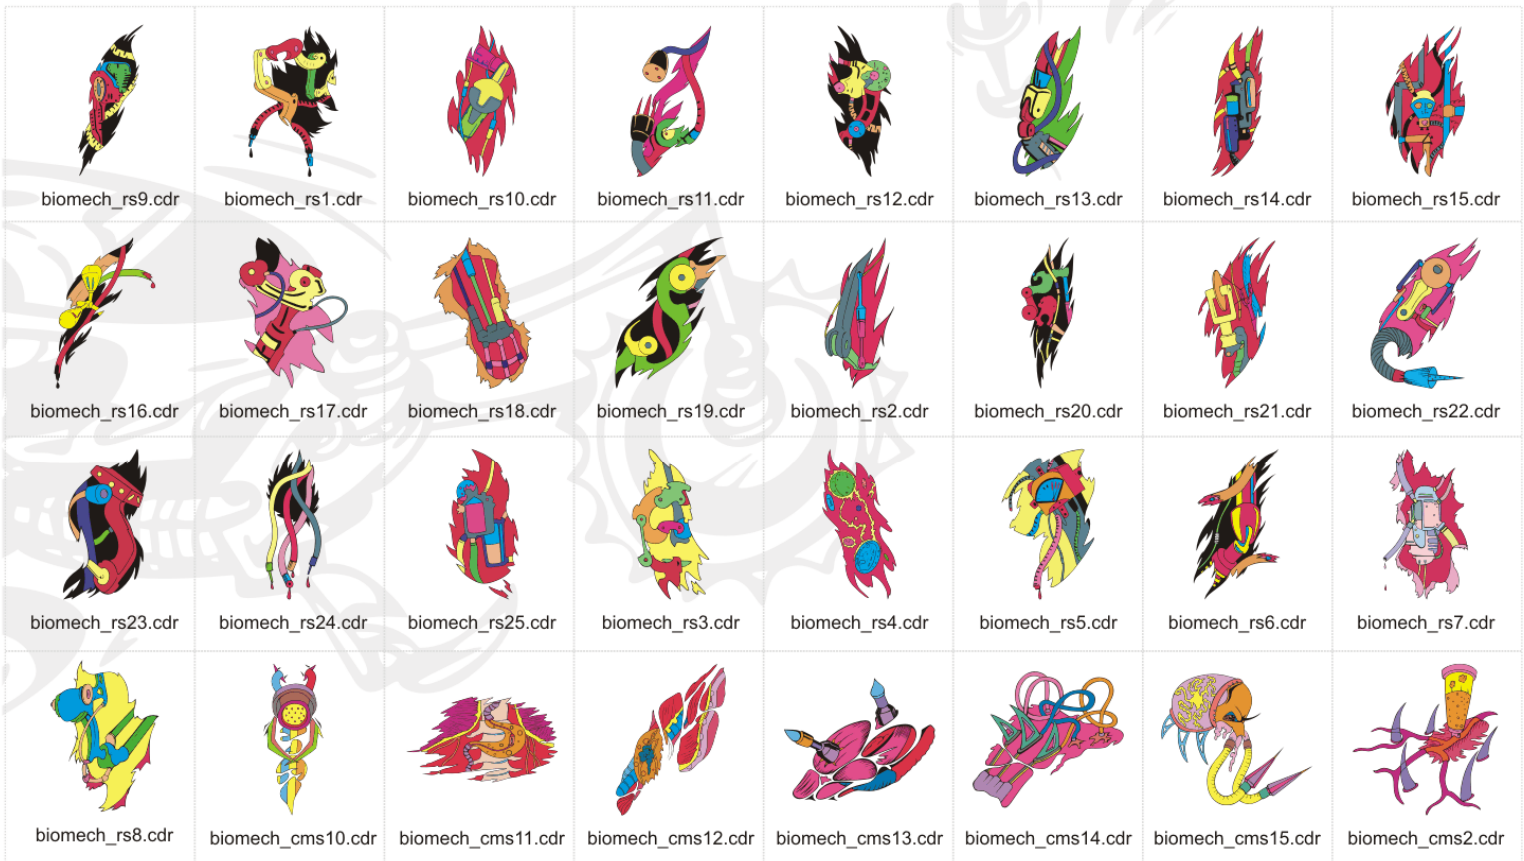 biomech_rs9.cdr biomech_rs1.cdr biomech_rs10.cdr biomech_rs11.cdr biomech_rs12.cdr biomech_rs13.cdr biomech_rs14.cdr biomech_rs15.cdr
biomech_rs16.cdr biomech_rs17.cdr biomech_rs18.cdr biomech_rs19.cdr biomech_rs2.cdr biomech_rs20.cdr biomech_rs21.cdr biomech_rs22.cdr
biomech_rs23.cdr biomech_rs24.cdr biomech_rs25.cdr biomech_rs3.cdr biomech_rs4.cdr biomech_rs5.cdr biomech_rs6.cdr biomech_rs7.cdr
biomech_rs8.cdr biomech_cms10.cdr biomech_cms11.cdr biomech_cms12.cdr biomech_cms13.cdr biomech_cms14.cdr biomech_cms15.cdr biomech_cms2.cdr